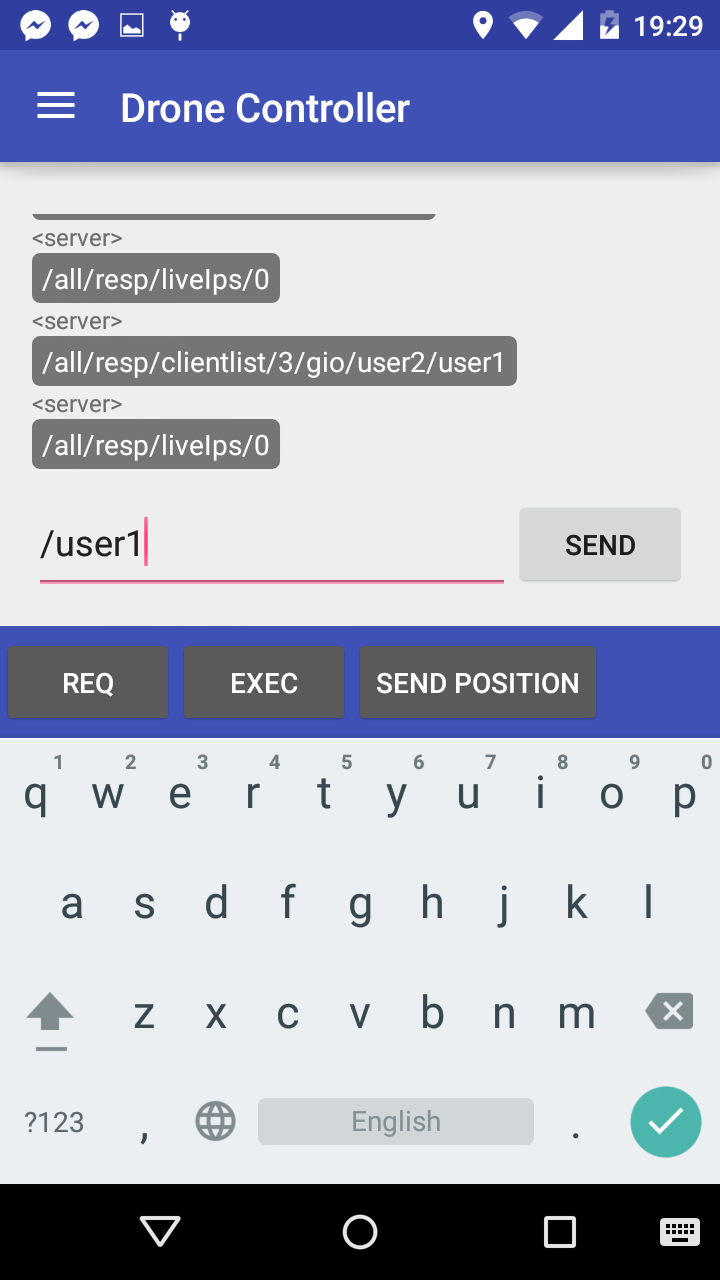 19:29
Drone Controller
<server>
/all/resp/liveIps/0
<server>
/all/resp/clientlist/3/gio/user2/user1
<server>
/all/resp/liveIps/0
/user1 SEND
REQ EXEC SEND POSITION
1 2 3 4 5 6 7 8 9 0
q w e r t y u i o p
a s d f g h j k l
z x c v b n m
?123 , English .